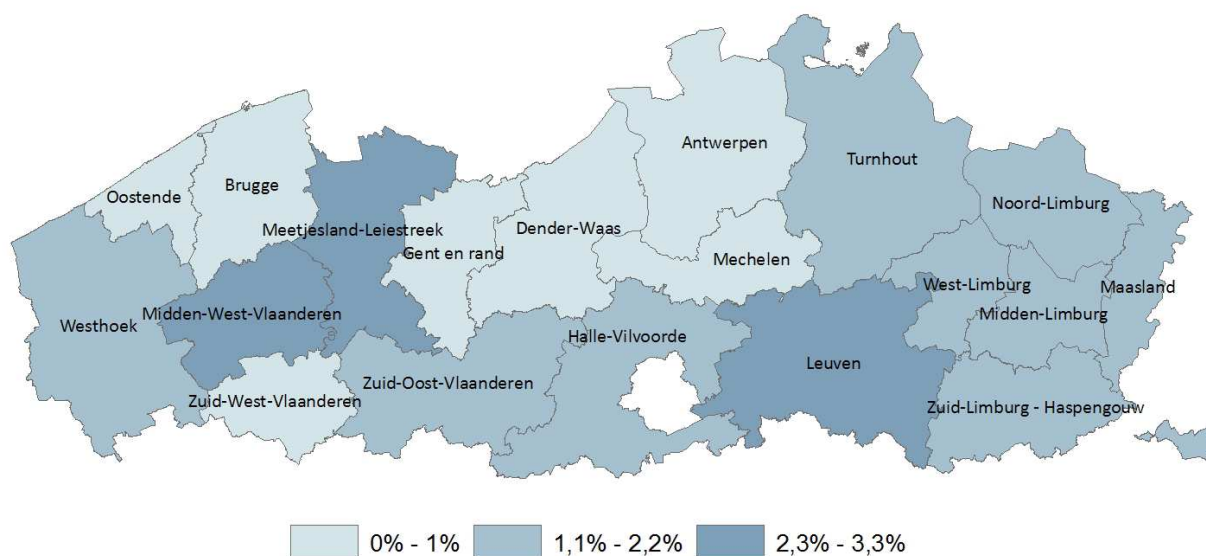 Antwerpen
Turnhout
Brugge
Oostende
Noord-Limburg
Meetjesland-Leiestreek
Dender-Waas
Gent en rand
Mechelen
West-Limburg
Maasland
Midden-West-Vlaanderen
Midden-Limburg
Westhoek
Halle-Vilvoorde
Leuven
Zuid-Oost-Vlaanderen
Zuid-West-Vlaanderen
Zuid-Limburg - Haspengouw
0% - 1% 1,1% - 2,2% 2,3% - 3,3%